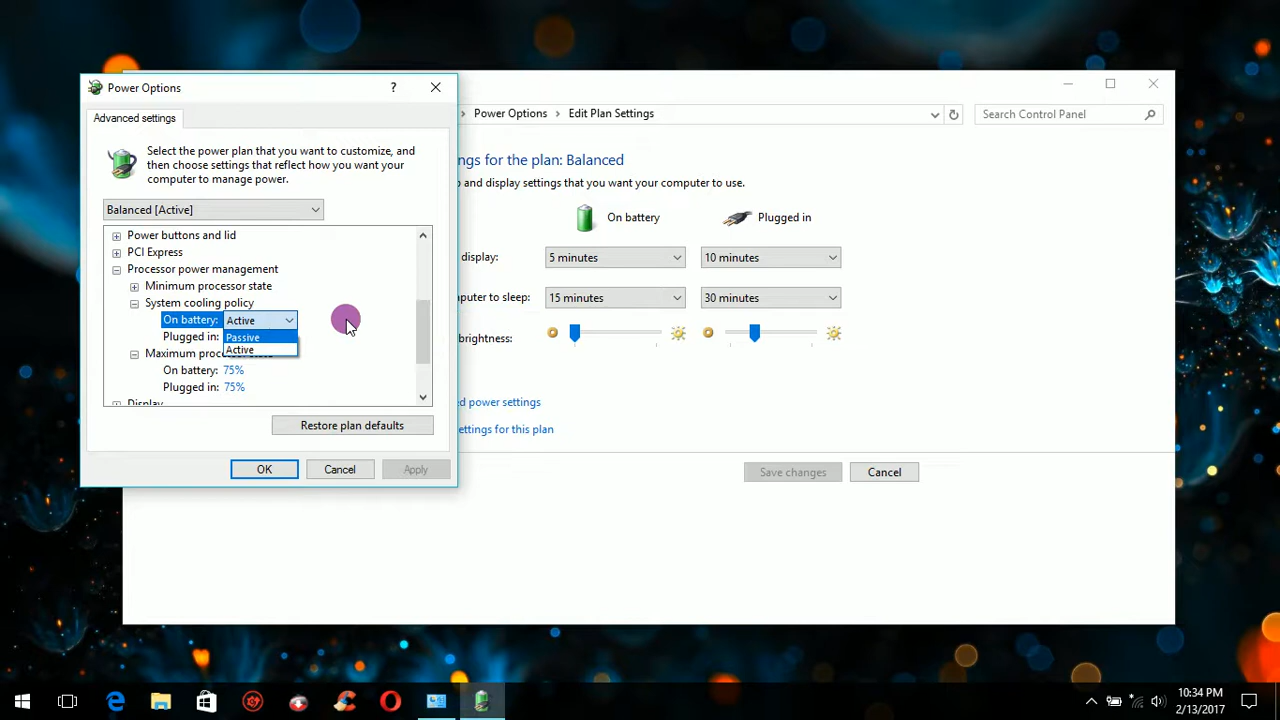 Power Options
?
Advanced settings
Select the power plan that you want to customize, and
then choose settings that reflect how you want your
computer to manage power.
Balanced [Active]
Power buttons and lid
PCI Express
Processor power management
Minimum processor state
System cooling policy
On battery: Active
Plugged in: Passive
Active
Maximum proc
On battery: 75%
Plugged in: 75%
Display
Restore plan defaults
OK
Cancel
Apply
Power Options
Edit Plan Settings
Search Control Panel
ngs for the plan: Balanced
and display settings that you want your computer to use.
On battery
Plugged in
display:
5 minutes
10 minutes
puter to sleep:
15 minutes
30 minutes
brightness:
ed power settings
settings for this plan
Save changes
Cancel
10:34 PM
2/13/2017